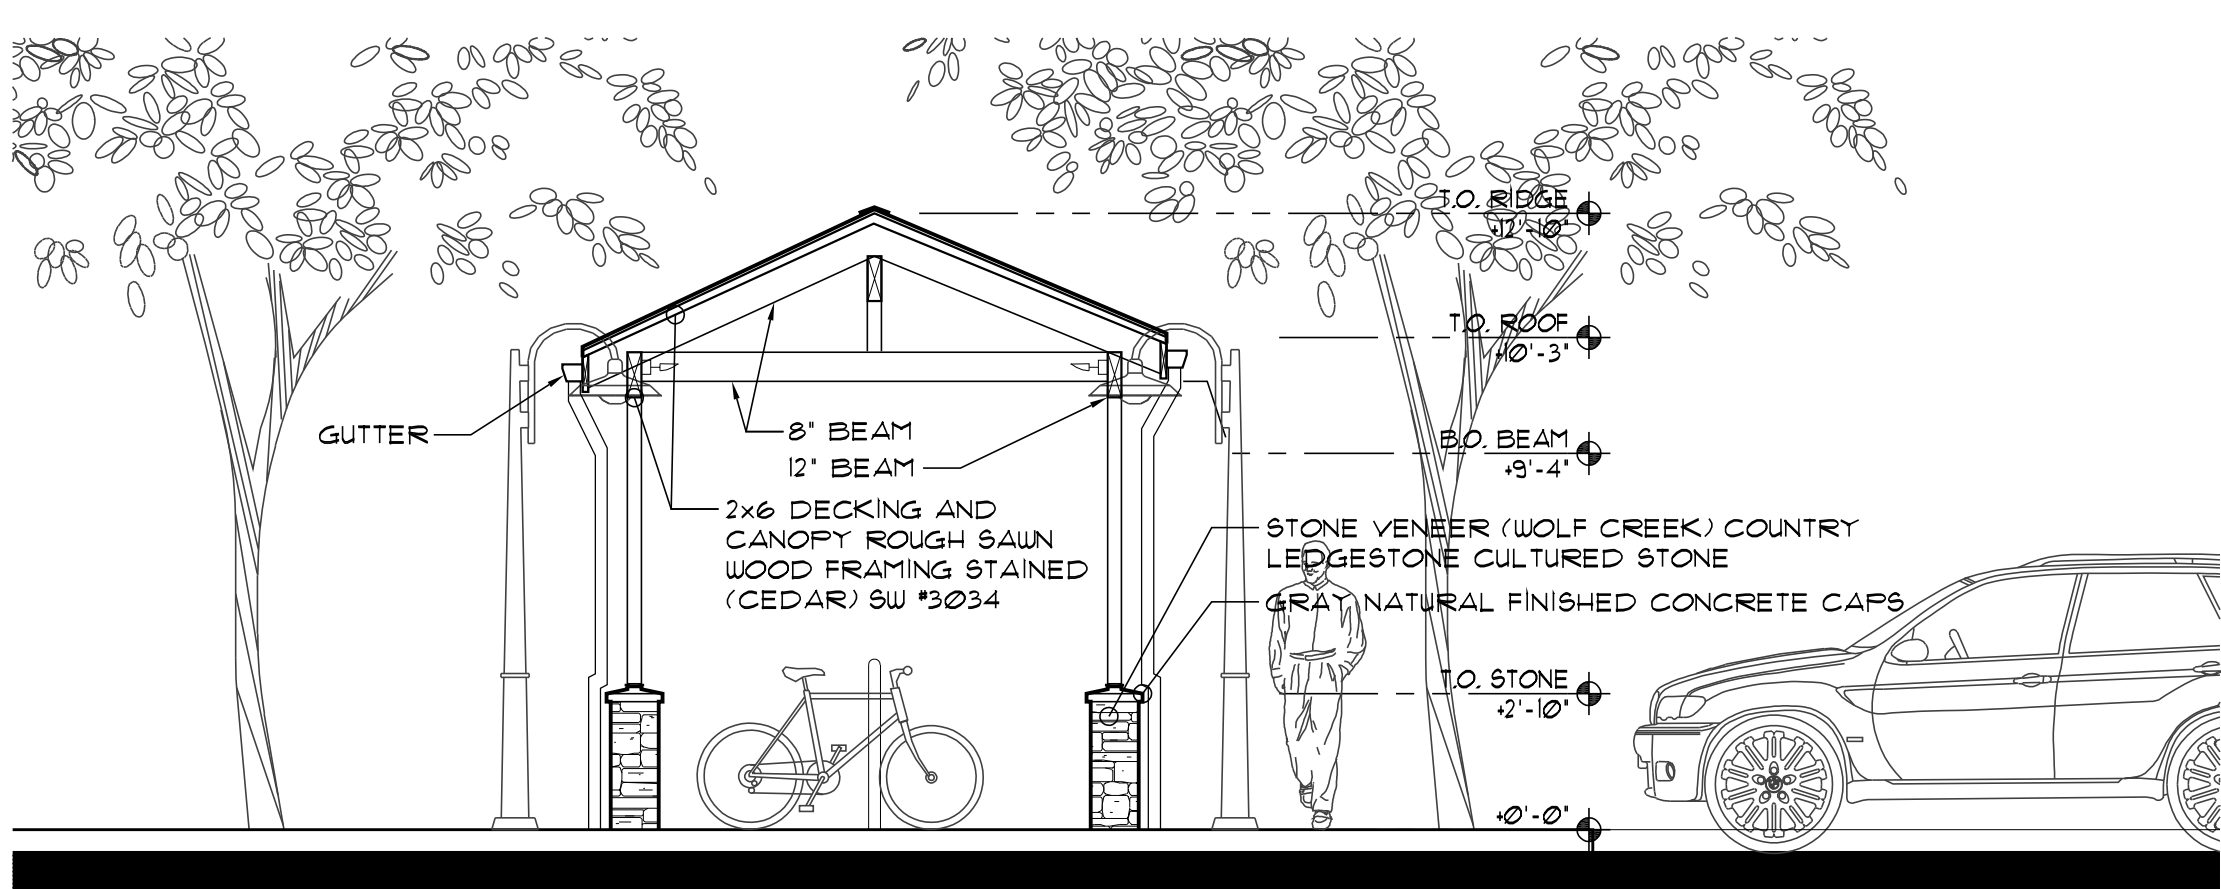 T.O. RIDGE
+12'-10"
T.O. ROOF
+10'-3"
GUTTER
8" BEAM
B.O. BEAM
12" BEAM
+9'-4"
2x6 DECKING AND
CANOPY ROUGH SAWN
WOOD FRAMING STAINED
(CEDAR) SW #3034
STONE VENEER (WOLF CREEK) COUNTRY
LEDGESTONE CULTURED STONE
GRAY NATURAL FINISHED CONCRETE CAPS
T.O. STONE
+2'-10"
+0'-0"